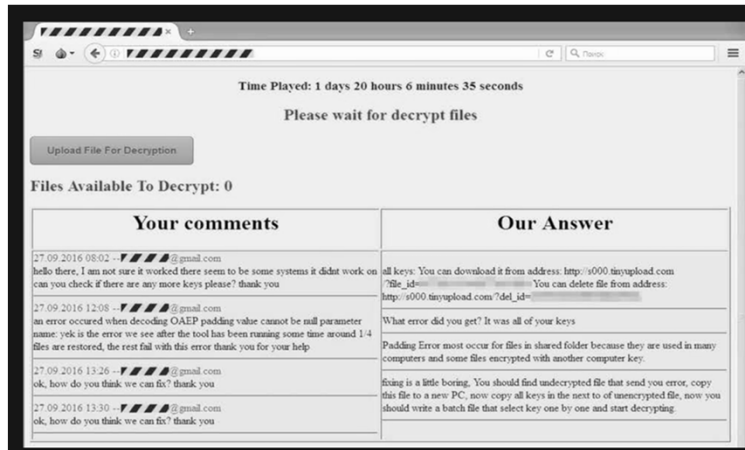 Поиск
Time Played: 1 days 20 hours 6 minutes 35 seconds
Please wait for decrypt files
Upload File For Decryption
Files Available To Decrypt: 0
Your comments
27.09.2016 08:02 --@gmail.com
hello there, I am not sure it worked there seem to be some systems it didnt work on
can you check if there are any more keys please? thank you
27.09.2016 12:08 --@gmail.com
an error occured when decoding OAEP padding value cannot be null parameter
name: yek is the error we see after the tool has been running some time around 1/4
files are restored, the rest fail with this error thank you for your help
27.09.2016 13:26 --@gmail.com
ok, how do you think we can fix? thank you
27.09.2016 13:30 --@gmail.com
ok, how do you think we can fix? thank you
Our Answer
all keys: You can download it from address: http://s000.tinyupload.com
/?file_id= You can delete file from address:
http://s000.tinyupload.com/?del_id=
What error did you get? It was all of your keys
Padding Error most occur for files in shared folder because they are used in many
computers and some files encrypted with another computer key.
fixing is a little boring, You should find undecrypted file that send you error, copy
this file to a new PC, now copy all keys in the next to of unencrypted file, now you
should write a batch file that select key one by one and start decrypting.